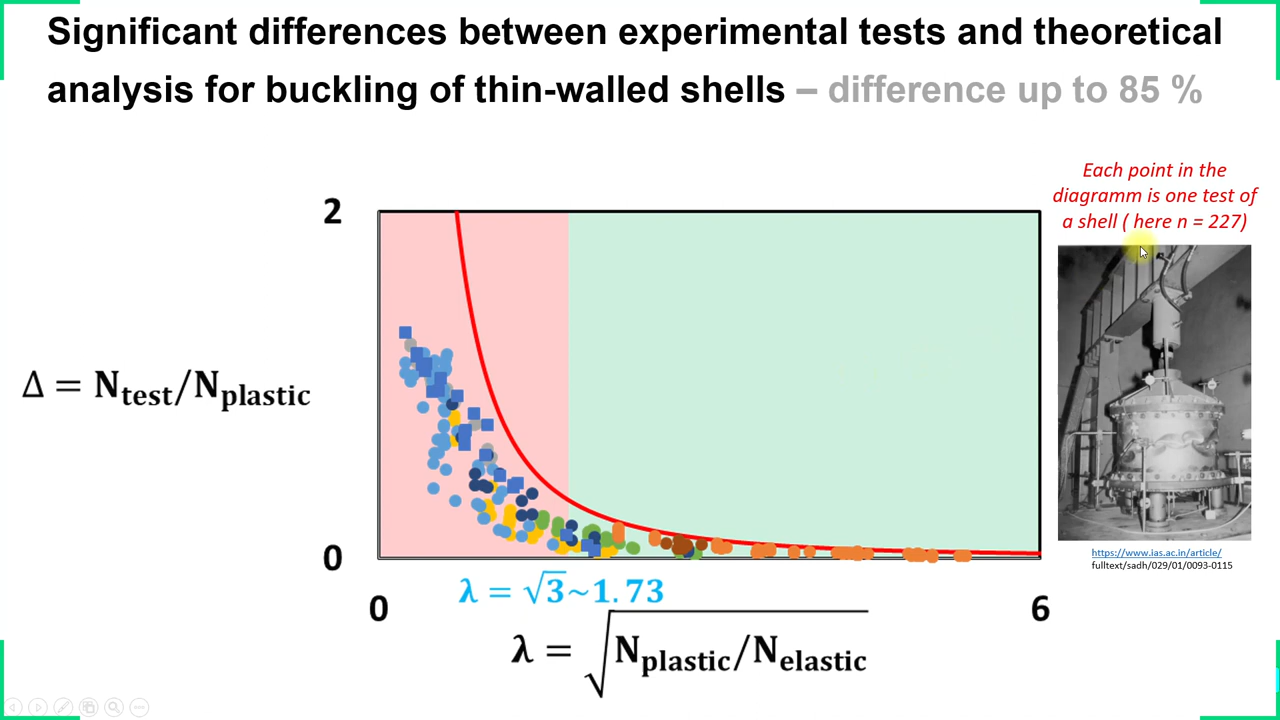 Significant differences between experimental tests and theoretical
analysis for buckling of thin-walled shells – difference up to 85 %
Each point in the
diagramm is one test of
a shell ( here n = 227)
2
Δ = N_test/N_plastic
0
https://www.ias.ac.in/article/
fulltext/sadh/029/01/0093-0115
λ = √3~1.73
0
6
λ = √N_plastic/N_elastic